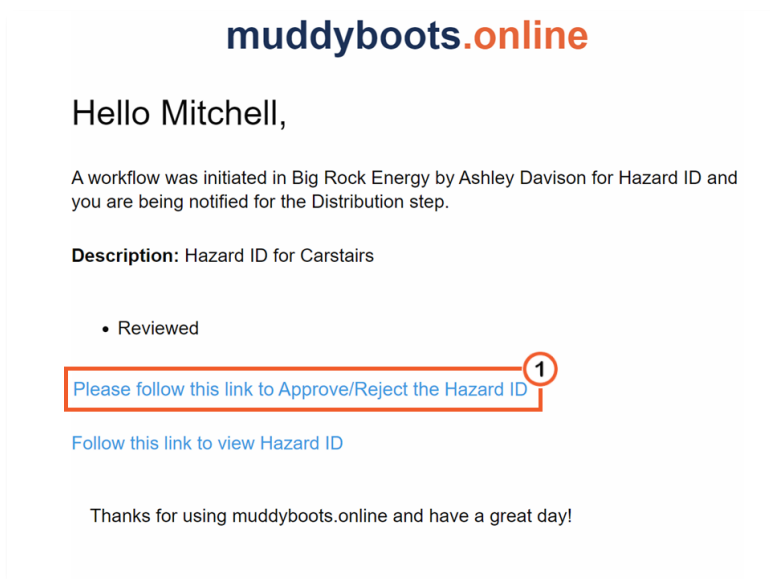 muddyboots.online
Hello Mitchell,
A workflow was initiated in Big Rock Energy by Ashley Davison for Hazard ID and
you are being notified for the Distribution step.
Description: Hazard ID for Carstairs
• Reviewed
1
Please follow this link to Approve/Reject the Hazard ID
Follow this link to view Hazard ID
Thanks for using muddyboots.online and have a great day!